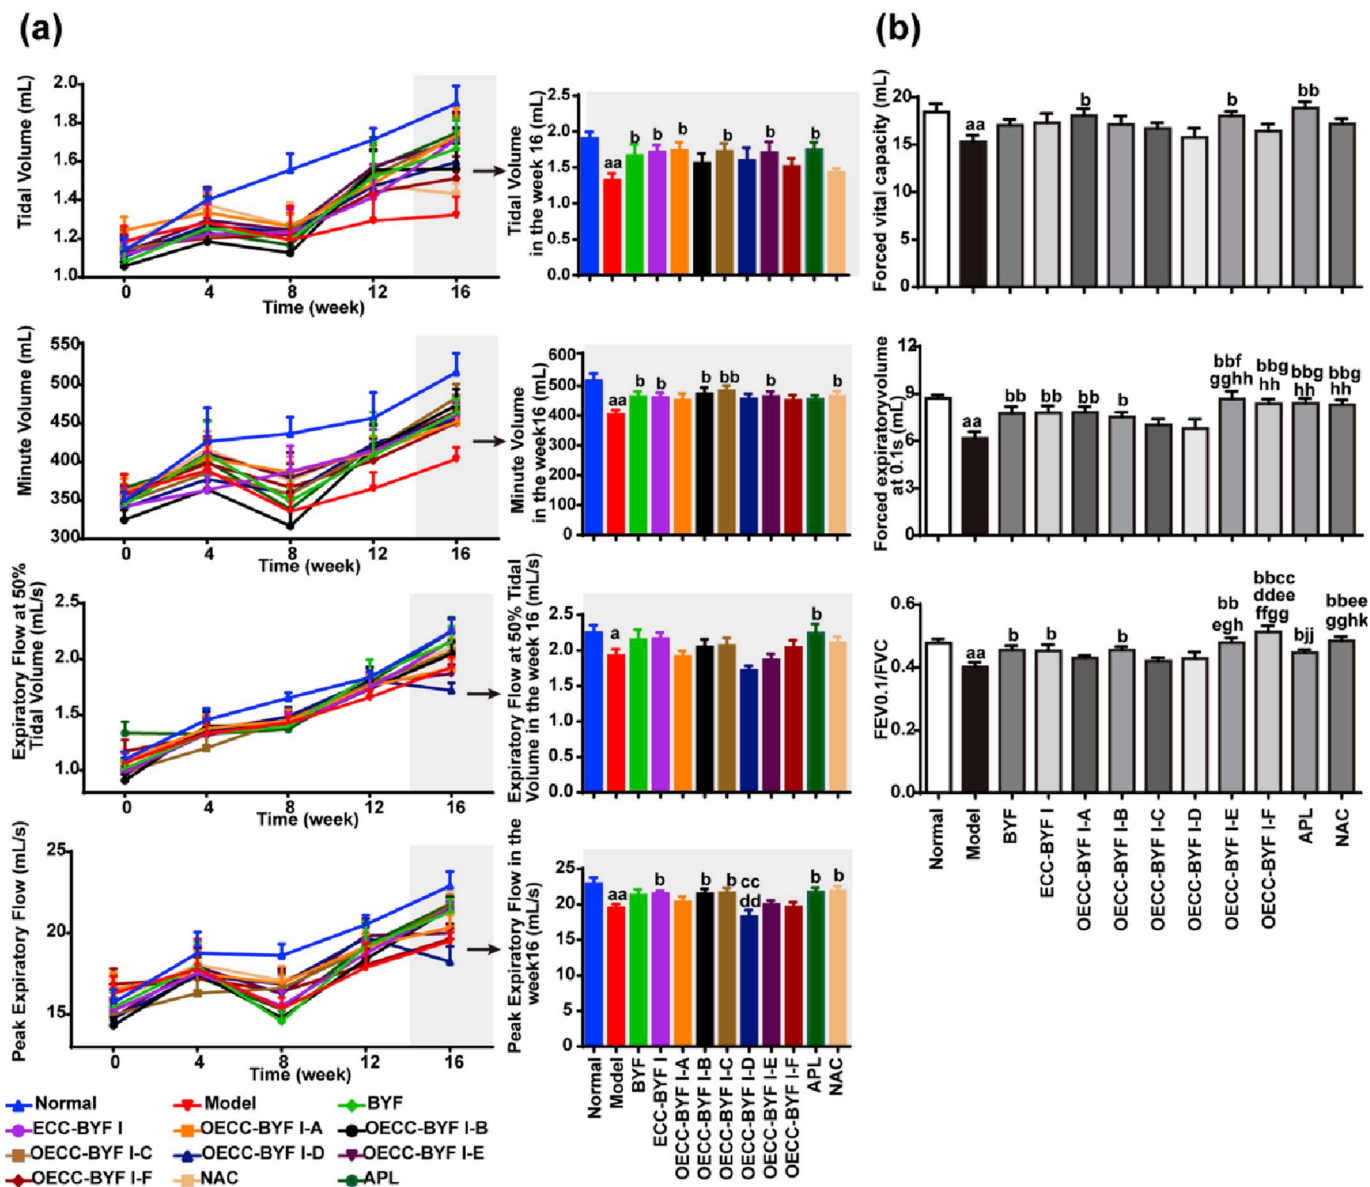 (a)
Tidal Volume (mL)
2.0
1.8
1.6
1.4
1.2
1.0
0
4
8
12
16
Time (week)
Tidal Volume
in the week 16 (mL)
2.5
2.0
1.5
1.0
0.5
0.0
aa
b
b
b
b
b
b
Minute Volume (mL)
550
500
450
400
350
300
0
4
8
12
16
Time (week)
Minute Volume
in the week16 (mL)
600
500
400
300
200
100
0
aa
b
b
b
bb
b
b
Expiratory Flow at 50%
Tidal Volume (mL/s)
2.5
2.0
1.5
1.0
0
4
8
12
16
Time (week)
Expiratory Flow at 50% Tidal
Volume in the week 16 (mL/s)
2.5
2.0
1.5
1.0
0.5
0.0
a
b
Peak Expiratory Flow (mL/s)
25
20
15
0
4
8
12
16
Time (week)
Peak Expiratory Flow in the
week16 (mL/s)
25
20
15
10
5
0
aa
b
b
b
cc
dd
b
b
Normal
Model
BYF
ECC-BYF I
OECC-BYF I-A
OECC-BYF I-B
OECC-BYF I-C
OECC-BYF I-D
OECC-BYF I-E
OECC-BYF I-F
APL
NAC
Normal
Model
BYF
ECC-BYF I
OECC-BYF I-A
OECC-BYF I-B
OECC-BYF I-C
OECC-BYF I-D
OECC-BYF I-E
OECC-BYF I-F
NAC
APL
(b)
Forced vital capacity (mL)
20
15
10
5
0
aa
b
b
bb
Forced expiratoryvolume
at 0.1s (mL)
12
9
6
3
0
aa
bb
bb
bb
b
bbf
gghh
bbg
hh
bbg
hh
bbg
hh
FEV0.1/FVC
0.6
0.4
0.2
0.0
aa
b
b
b
bb
egh
bbcc
ddee
ffgg
bjj
bbee
gghk
Normal
Model
BYF
ECC-BYF I
OECC-BYF I-A
OECC-BYF I-B
OECC-BYF I-C
OECC-BYF I-D
OECC-BYF I-E
OECC-BYF I-F
APL
NAC